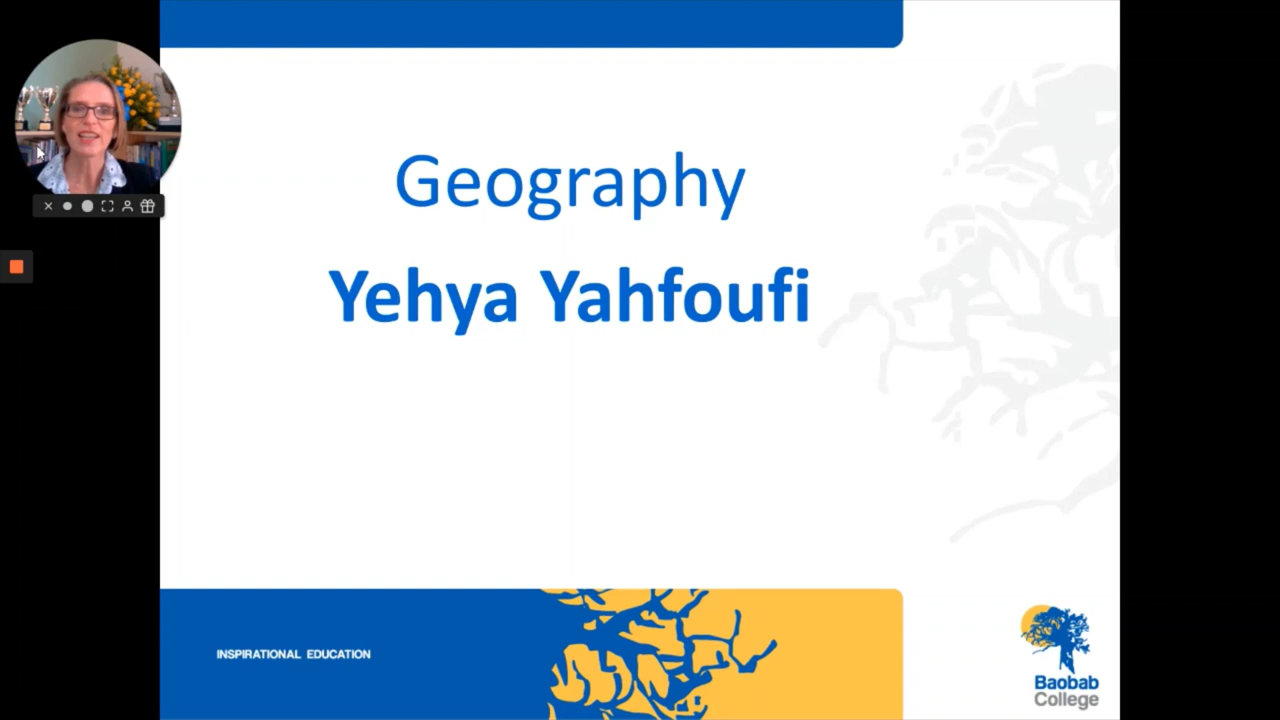 Geography
Yehya Yahfoufi
INSPIRATIONAL EDUCATION
Baobab
College